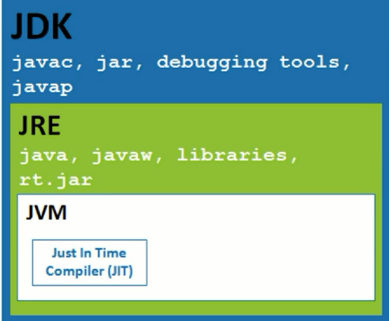 JDK
javac, jar, debugging tools,
javap
JRE
java, javaw, libraries,
rt.jar
JVM
Just In Time
Compiler (JIT)